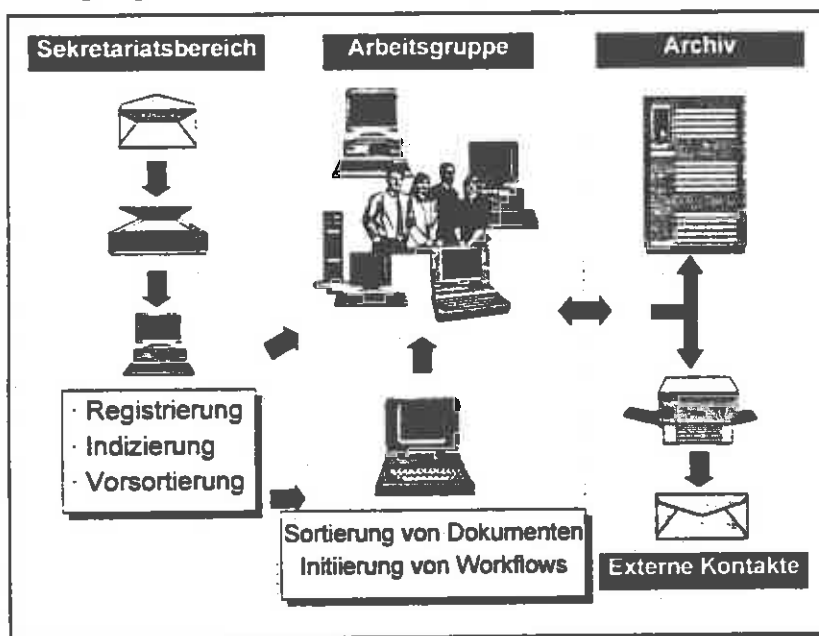 Sekretariatsbereich
Arbeitsgruppe
Archiv
· Registrierung
· Indizierung
· Vorsortierung
Sortierung von Dokumenten
Initiierung von Workflows
Externe Kontakte